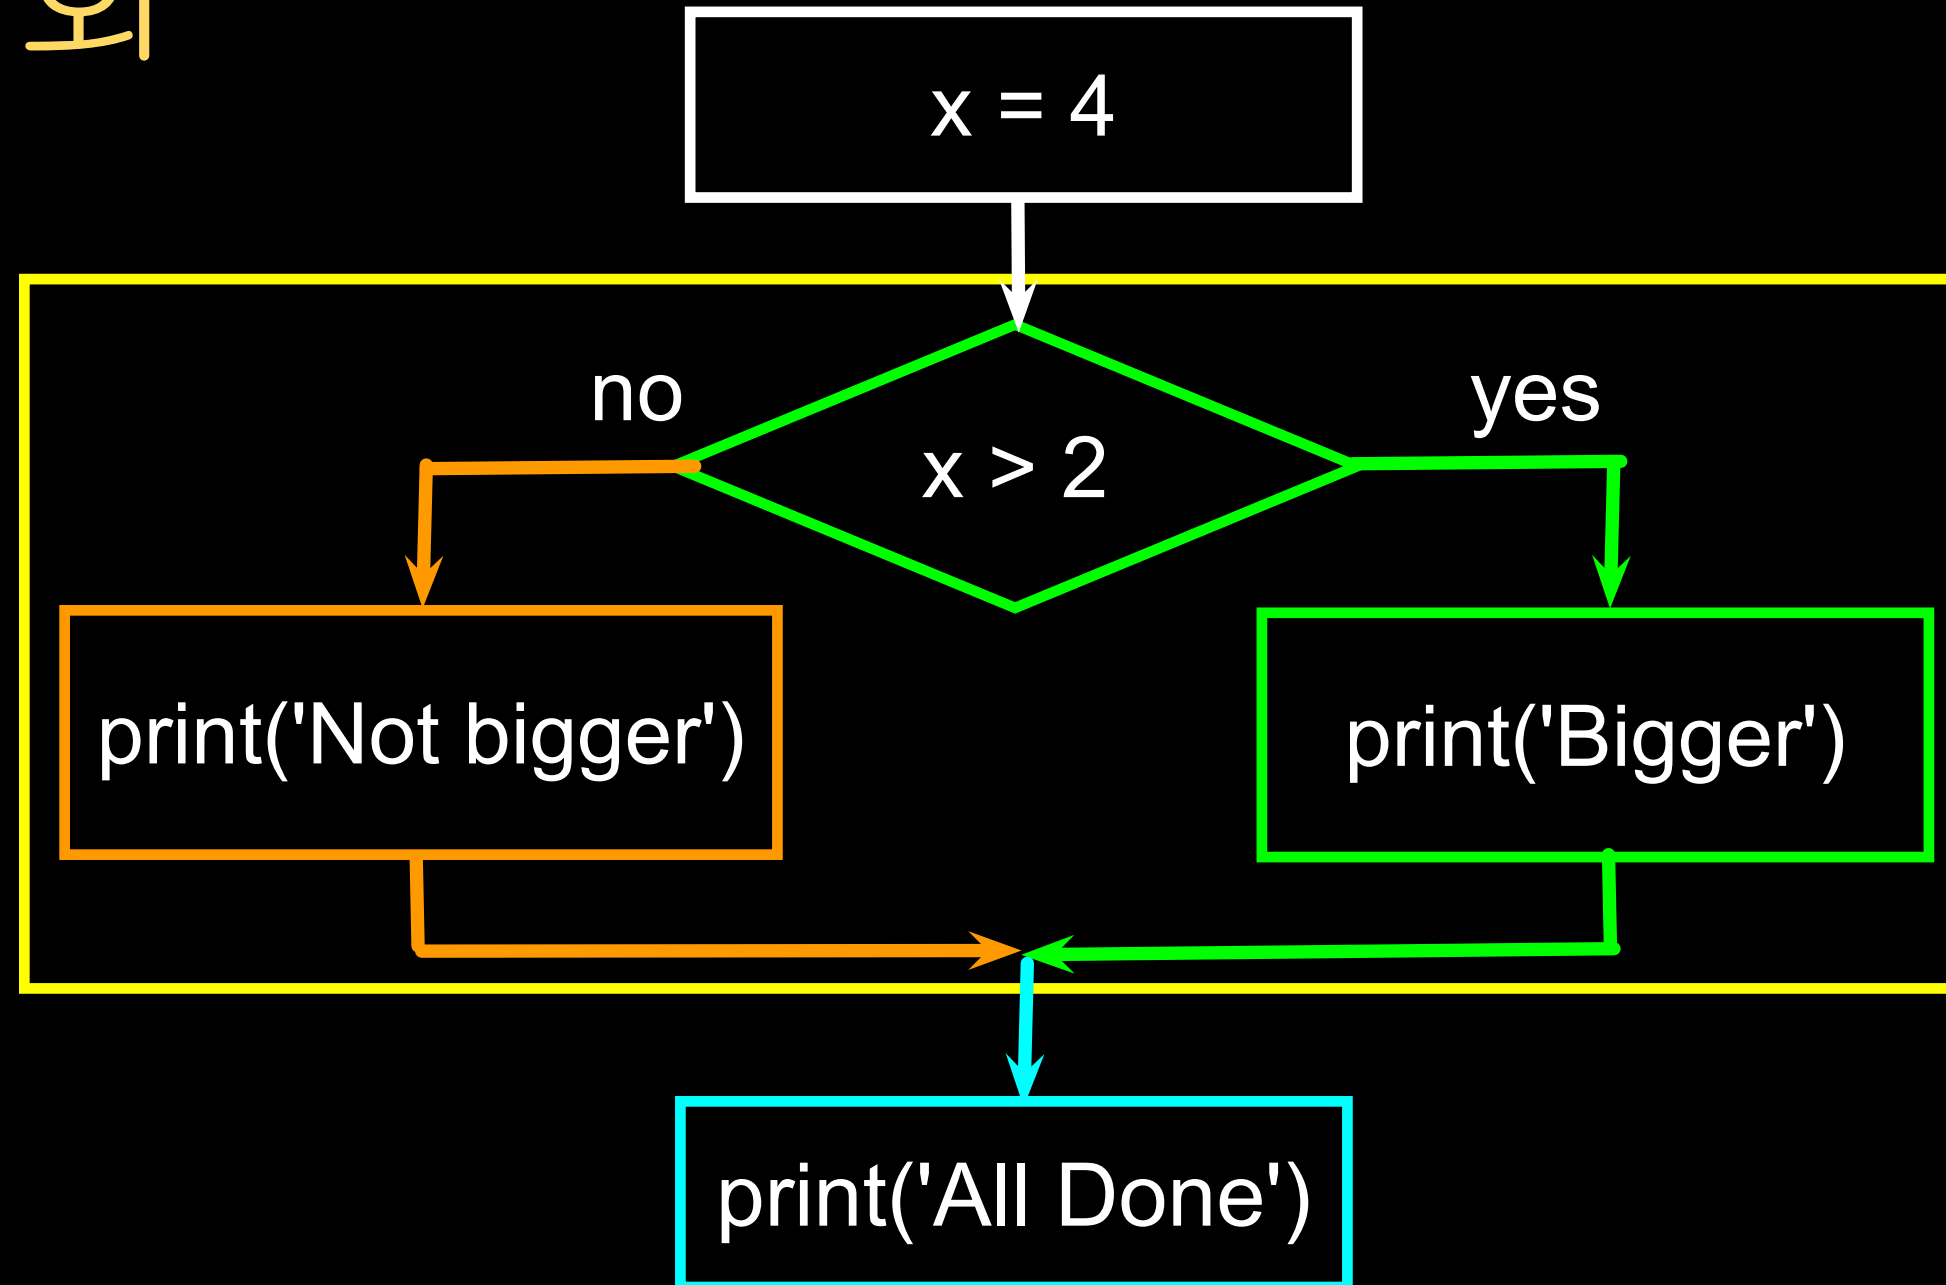 x = 4
no
yes
x > 2
print('Not bigger')
print('Bigger')
print('All Done')